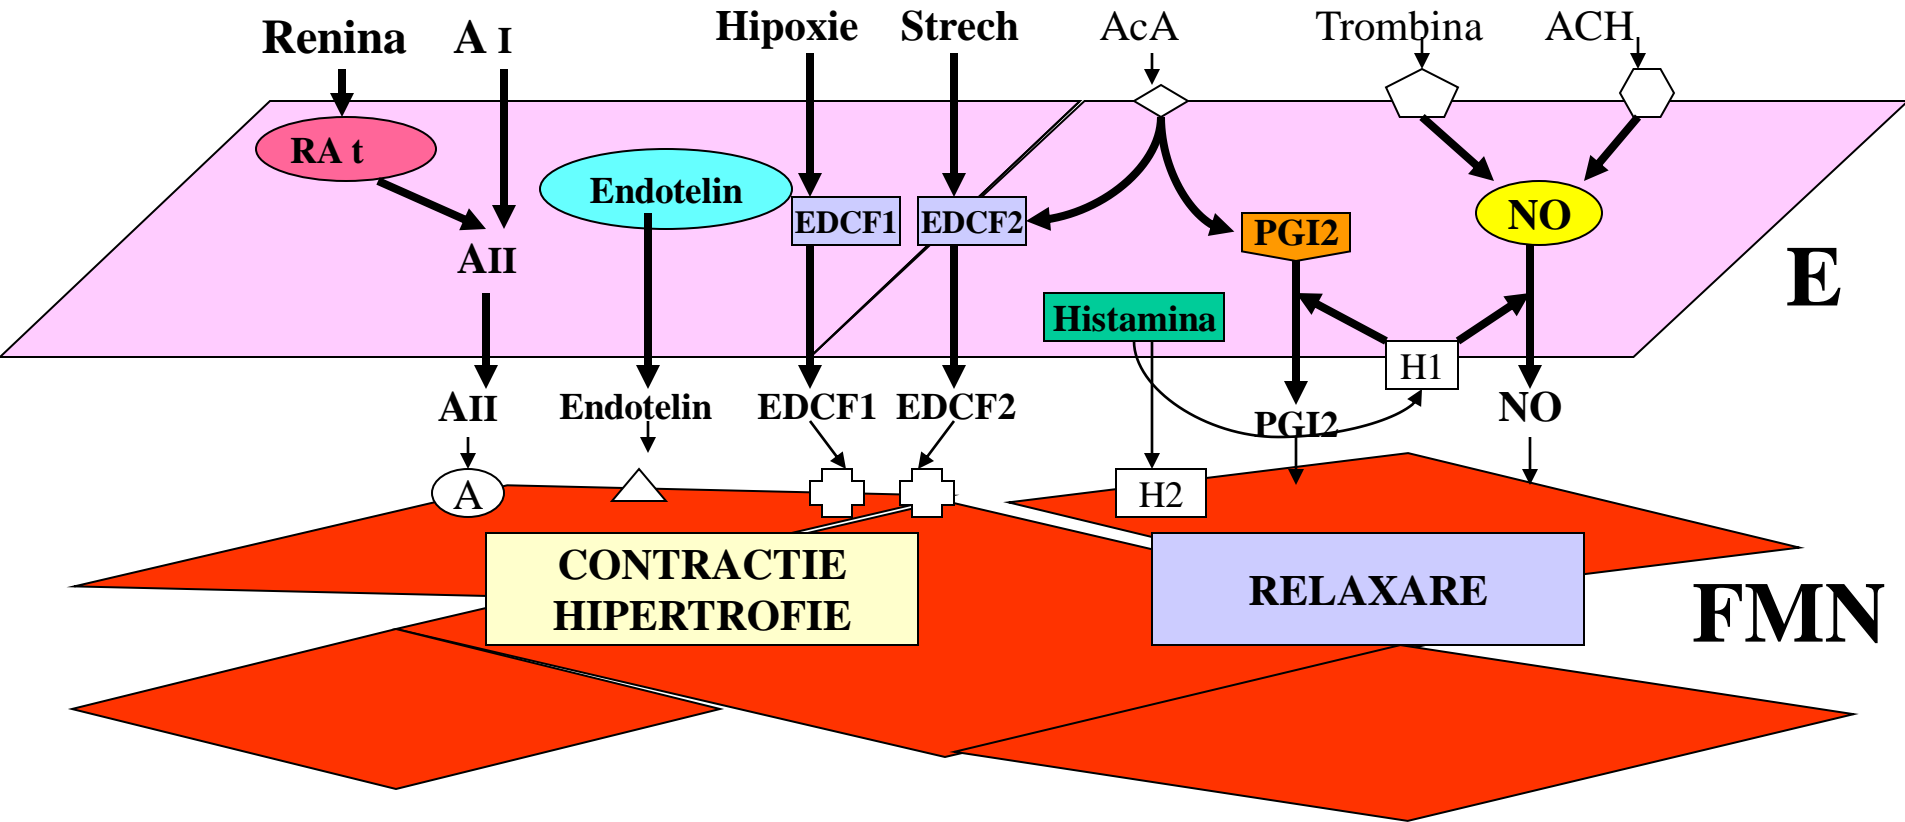 Renina
A I
Hipoxie
Strech
AcA
Trombina
ACH
RA t
Endotelin
EDCF1
EDCF2
PGI2
NO
AII
E
Histamina
H1
AII
Endotelin
EDCF1
EDCF2
PGI2
NO
A
H2
CONTRACTIE
HIPERTROFIE
RELAXARE
FMN